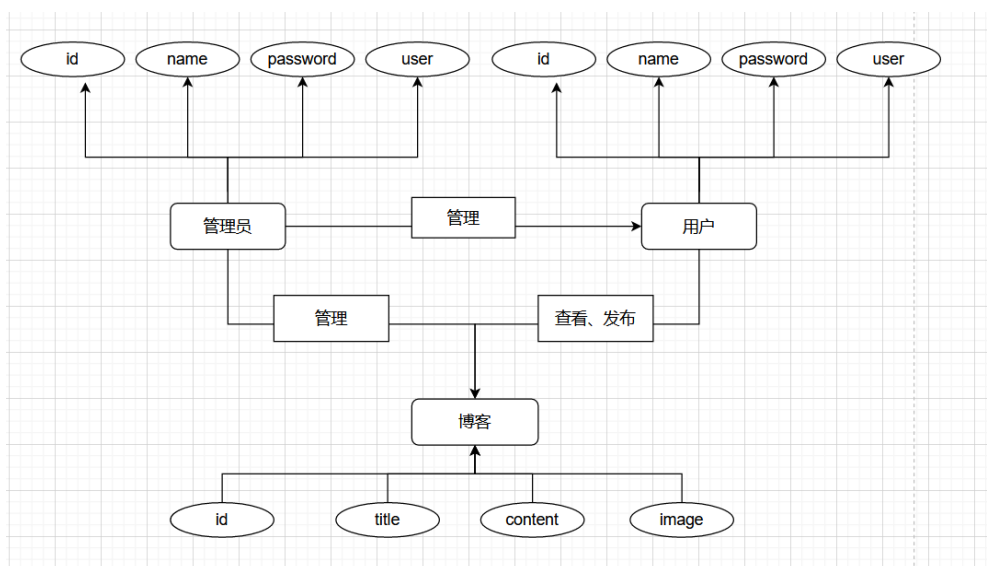 id name password user id name password user
管理员 管理 用户
管理 查看、发布
博客
id title content image